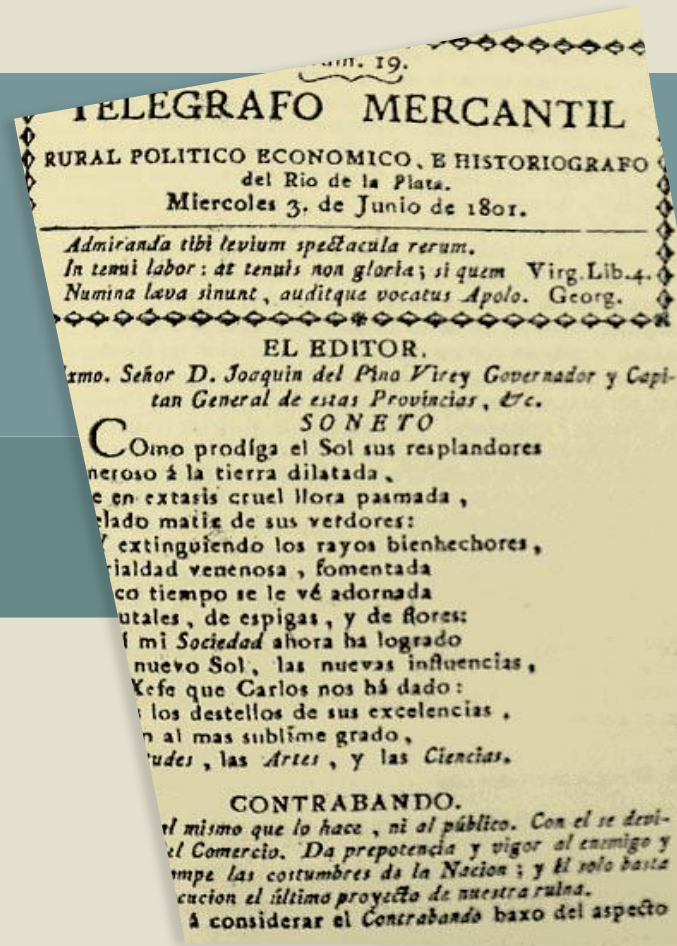 19.
TELEGRAFO MERCANTIL
RURAL POLITICO ECONOMICO, E HISTORIOGRAFO
del Rio de la Plata.
Miercoles 3. de Junio de 1801.
Admiranda tibi levium spectacula rerum.
In tenui labor: at tenuis non gloria; si quem Virg.Lib.4.
Numina læva sinunt, auditque vocatus Apolo. Georg.
EL EDITOR.
Señor D. Joaquin del Pino Virey Governador y Capi-
tan General de estas Provincias, &c.
SONETO
COmo prodíga el Sol sus resplandores
neroso á la tierra dilatada,
e en extasis cruel llora pasmada,
elado matiz de sus verdores:
Y extinguiendo los rayos bienhechores,
rialdad venenosa, fomentada
co tiempo se le vé adornada
utales, de espigas, y de flores:
mi Sociedad ahora ha logrado
nuevo Sol, las nuevas influencias,
Xefe que Carlos nos há dado:
los destellos de sus excelencias,
n al mas sublime grado,
tudes, las Artes, y las Ciencias.
CONTRABANDO.
al mismo que lo hace, ni al público. Con el se devi-
el Comercio. Da prepotencia y vigor al enemigo y
ompe las costumbres de la Nacion; y él solo basta
cucion el último proyecto de nuestra ruina.
á considerar el Contrabando baxo del aspecto